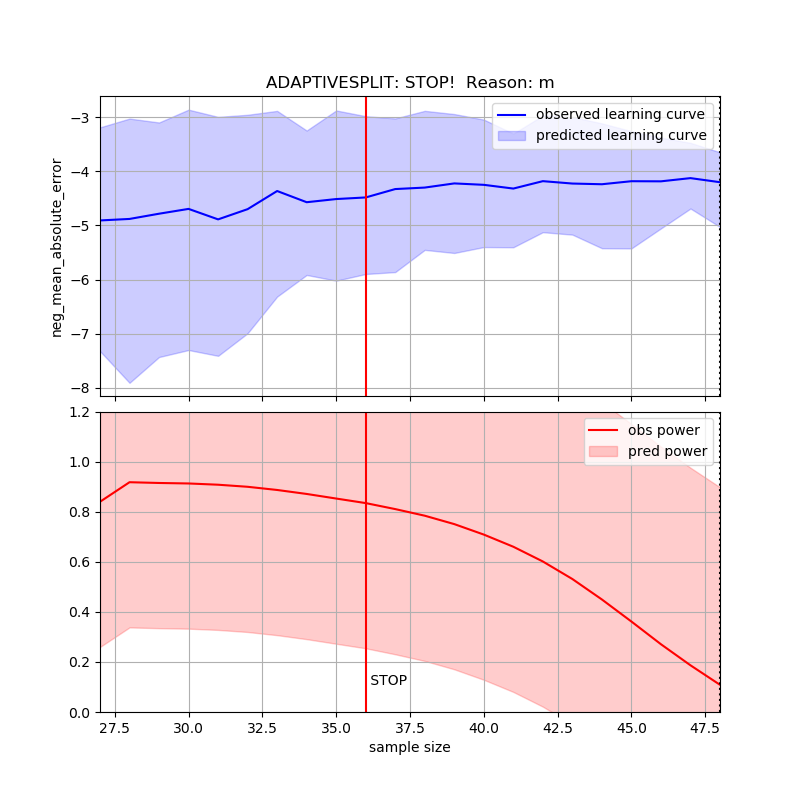 ADAPTIVESPLIT: STOP!  Reason: m
observed learning curve
predicted learning curve
neg_mean_absolute_error
−3
−4
−5
−6
−7
−8
obs power
pred power
1.2
1.0
0.8
0.6
0.4
0.2
0.0
STOP
27.5 30.0 32.5 35.0 37.5 40.0 42.5 45.0 47.5
sample size